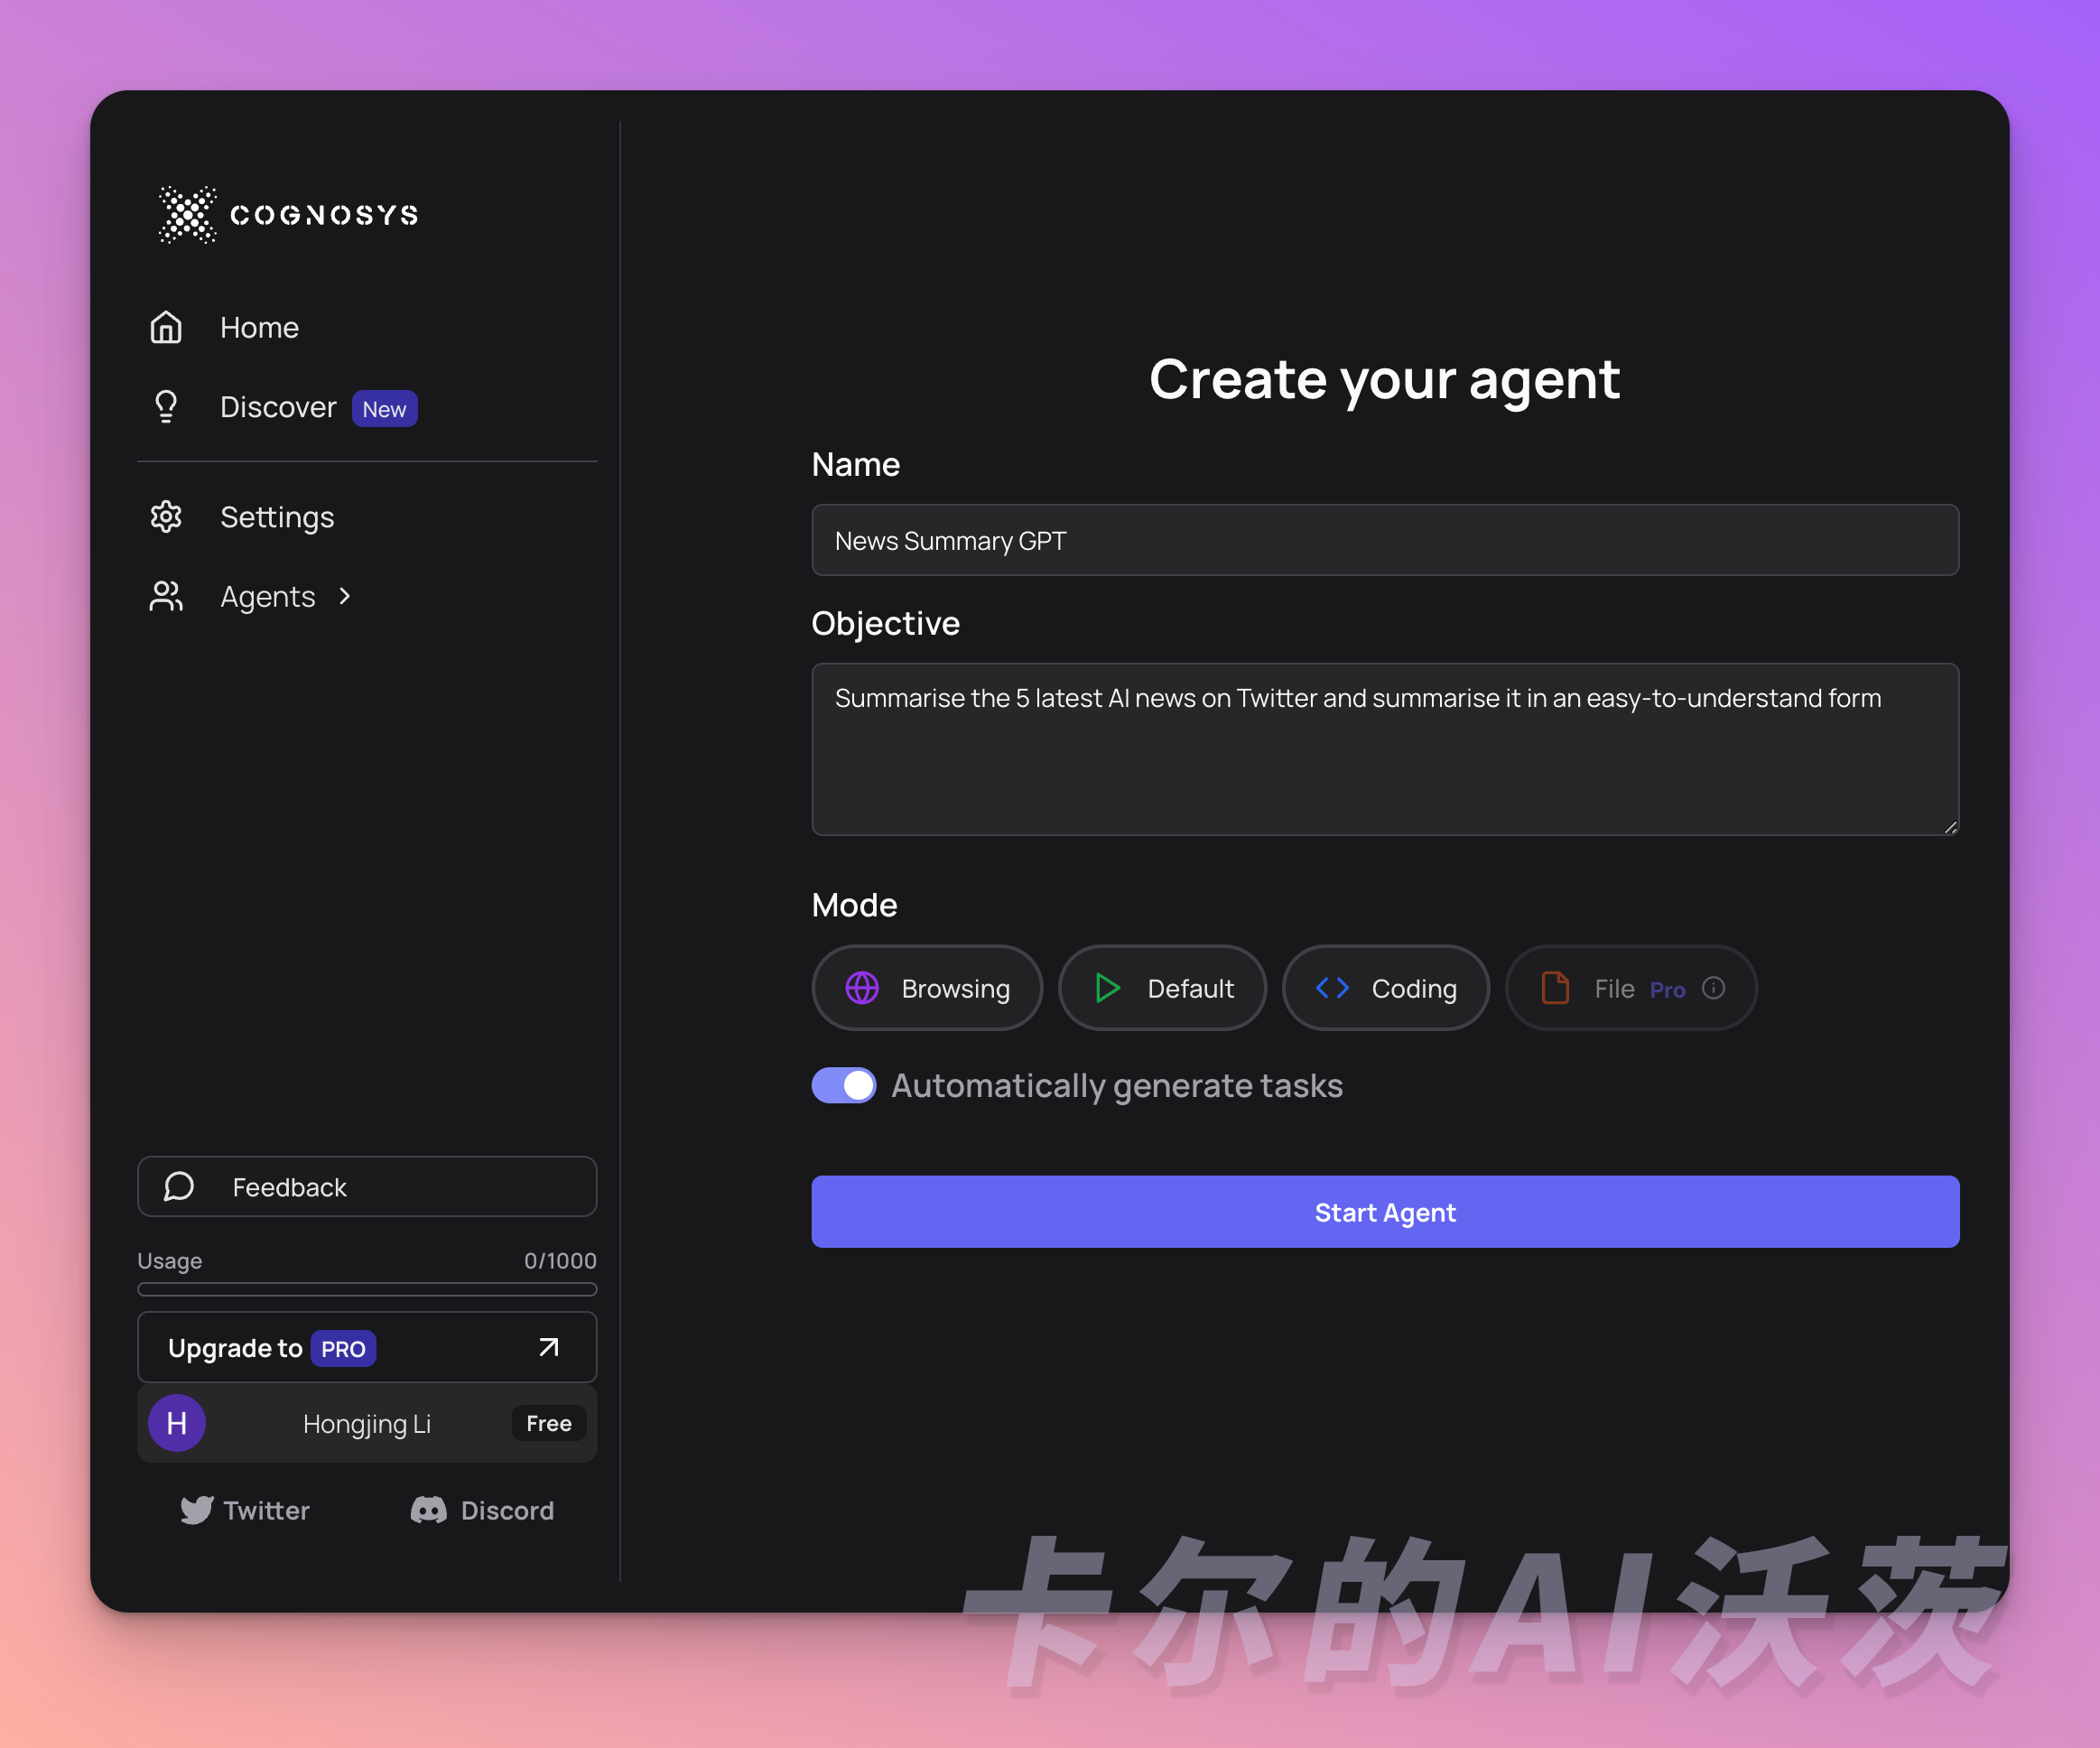 COGNOSYS
Home
Discover New
Settings
Agents
Feedback
Usage 0/1000
Upgrade to PRO
H Hongjing Li Free
Twitter Discord
Create your agent
Name
News Summary GPT
Objective
Summarise the 5 latest AI news on Twitter and summarise it in an easy-to-understand form
Mode
Browsing Default Coding File Pro
Automatically generate tasks
Start Agent
卡尔的AI沃茨